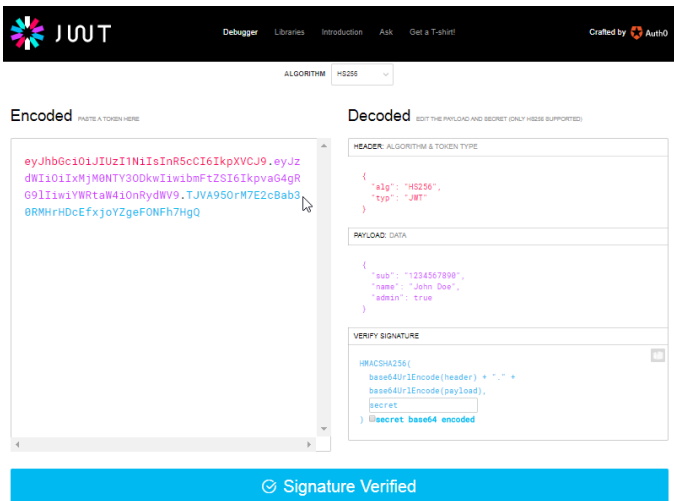 JWT
Debugger Libraries Introduction Ask Get a T-shirt! Crafted by Auth0
ALGORITHM HS256
Encoded PASTE A TOKEN HERE
eyJhbGciOiJIUzI1NiIsInR5cCI6IkpXVCJ9.eyJz
dWIiOiIxMjM0NTY3ODkwIiwibmFtZSI6IkpvaG4gR
G9lIiwiYWRtaW4iOnRydWV9.TJVA95OrM7E2cBab3
0RMHrHDcEfxjoYZgeFONFh7HgQ
Decoded EDIT THE PAYLOAD AND SECRET (ONLY HS256 SUPPORTED)
HEADER: ALGORITHM & TOKEN TYPE
{
"alg": "HS256",
"typ": "JWT"
}
PAYLOAD: DATA
{
"sub": "1234567890",
"name": "John Doe",
"admin": true
}
VERIFY SIGNATURE
HMACSHA256(
base64UrlEncode(header) + "." +
base64UrlEncode(payload),
secret
) secret base64 encoded
Signature Verified